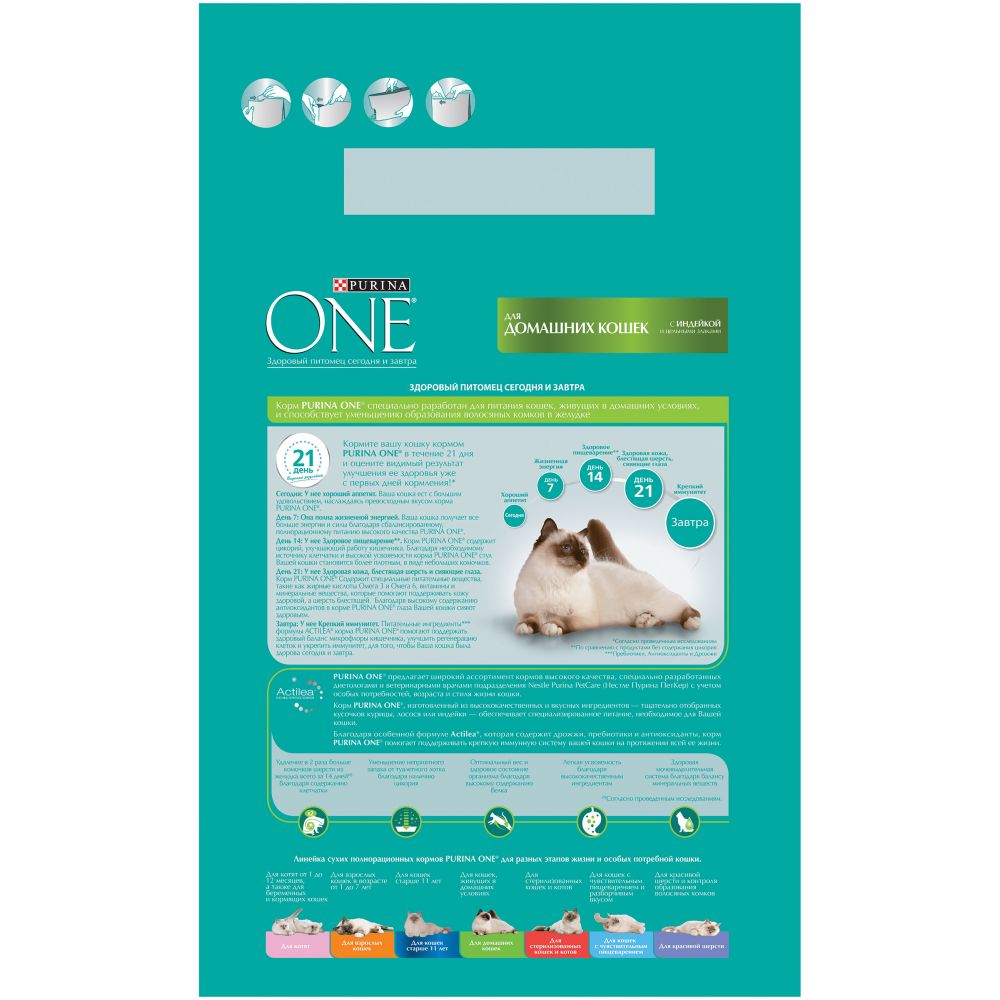 PURINA
ONE®
Здоровый питомец сегодня и завтра
ДЛЯ
ДОМАШНИХ КОШЕК
С ИНДЕЙКОЙ
И ЦЕЛЬНЫМИ ЗЛАКАМИ
ЗДОРОВЫЙ ПИТОМЕЦ СЕГОДНЯ И ЗАВТРА
Корм PURINA ONE® специально раработан для питания кошек, живущих в домашних условиях,
и способствует уменьшению образования волосяных комков в желудке
21
ДЕНЬ
Кормите вашу кошку кормом
PURINA ONE® в течение 21 дня
и оцените видимый результат
улучшения ее здоровья уже
с первых дней кормления!*
Сегодня: У нее хороший аппетит. Ваша кошка ест с большим
удовольствием, наслаждаясь превосходным вкусом корма
PURINA ONE®.
День 7: Она полна жизненной энергией. Ваша кошка получает все
больше энергии и силы благодаря сбалансированному,
полнорационному питанию высокого качества PURINA ONE®.
День 14: У нее Здоровое пищеварение**. Корм PURINA ONE® содержит
цикорий, улучшающий работу кишечника. Благодаря необходимому
источнику клетчатки и высокой усвояемости корма PURINA ONE® стул
Вашей кошки становится более плотным, в виде небольших комочков.
День 21: У нее Здоровая кожа, блестящая шерсть и сияющие глаза.
Корм PURINA ONE® Содержит специальные питательные вещества,
такие как жирные кислоты Омега 3 и Омега 6, витамины и
минеральные вещества, которые помогают поддерживать кожу
здоровой, а шерсть блестящей. Благодаря высокому содержанию
антиоксидантов в корме PURINA ONE® глаза Вашей кошки сияют
здоровьем.
Завтра: У нее Крепкий иммунитет. Питательные ингредиенты***
формулы ACTILEA® корма PURINA ONE® помогают поддержать
здоровый баланс микрофлоры кишечника, улучшить регенерацию
клеток и укрепить иммунитет, для того, чтобы Ваша кошка была
здорова сегодня и завтра.
Хороший
аппетит
Сегодня
Жизненная
энергия
ДЕНЬ
7
Здоровое
пищеварение**
ДЕНЬ
14
Здоровая кожа,
блестящая шерсть,
сияющие глаза
ДЕНЬ
21
Крепкий
иммунитет
Завтра
*Согласно проведенным исследованиям
**По сравнению с продуктами без содержания цикория
***Пребиотики, Антиоксиданты и Дрожжи
Actilea
PURINA ONE® предлагает широкий ассортимент кормов высокого качества, специально разработанных
диетологами и ветеринарными врачами подразделения Nestle Purina PetCare (Нестле Пурина ПетКер) с учетом
особых потребностей, возраста и стиля жизни кошки.
Корм PURINA ONE®, изготовленный из высококачественных и вкусных ингредиентов — тщательно отобранных
кусочков курицы, лосося или индейки — обеспечивает специализированное питание, необходимое для Вашей
кошки.
Благодаря особенной формуле Actilea®, которая содержит дрожжи, пребиотики и антиоксиданты, корм
PURINA ONE® помогает поддерживать крепкую иммунную систему вашей кошки на протяжении всей ее жизни.
Удаление в 2 раза больше
комочков шерсти из
желудка всего за 14 дней**
благодаря содержанию
клетчатки
Уменьшение неприятного
запаха от туалетного лотка
благодаря наличию
цикория
Оптимальный вес и
здоровое состояние
организма благодаря
высокому содержанию
белка
Легкая усвояемость
благодаря
высококачественным
ингредиентам
Здоровая
мочевыделительная
система благодаря балансу
минеральных веществ
**Согласно проведенным исследованиям.
Линейка сухих полнорационных кормов PURINA ONE® для разных этапов жизни и особых потребной кошки.
Для котят от 1 до
12 месяцев,
а также для
беременных
и кормящих кошек
Для взрослых
кошек в возрасте
от 1 до 7 лет
Для кошек
старше 11 лет
Для кошек,
живущих в
домашних
условиях
Для
стерилизованных
кошек и котов
Для кошек с
чувствительным
пищеварением и
разборчивым
вкусом
Для красивой
шерсти и контроля
образования
волосяных комков
Для котят
Для взрослых
кошек
Для кошек
старше 11 лет
Для домашних
кошек
Для
стерилизованных
кошек и котов
Для кошек
с чувствительным
пищеварением
Для красивой шерсти